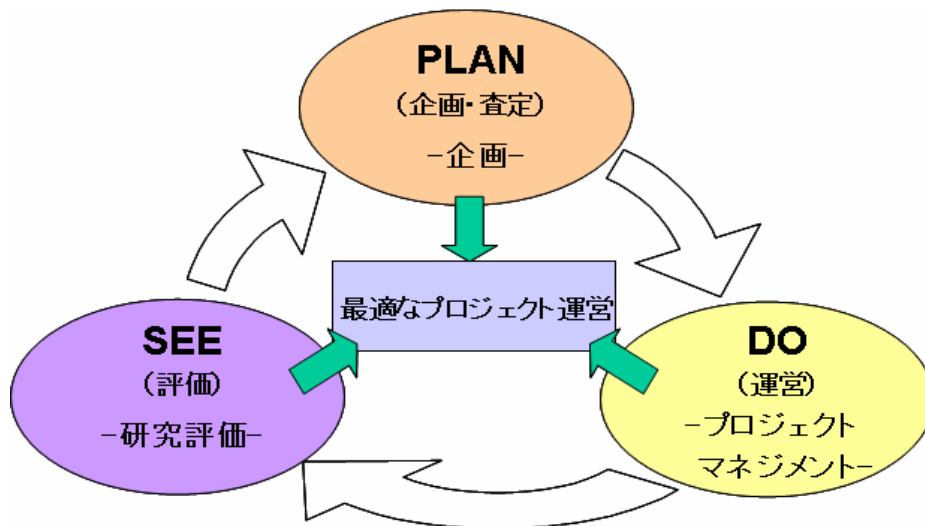 PLAN
(企画・査定)
-企画-
最適なプロジェクト運営
SEE
(評価)
-研究評価-
DO
(運営)
-プロジェクト
マネジメント-